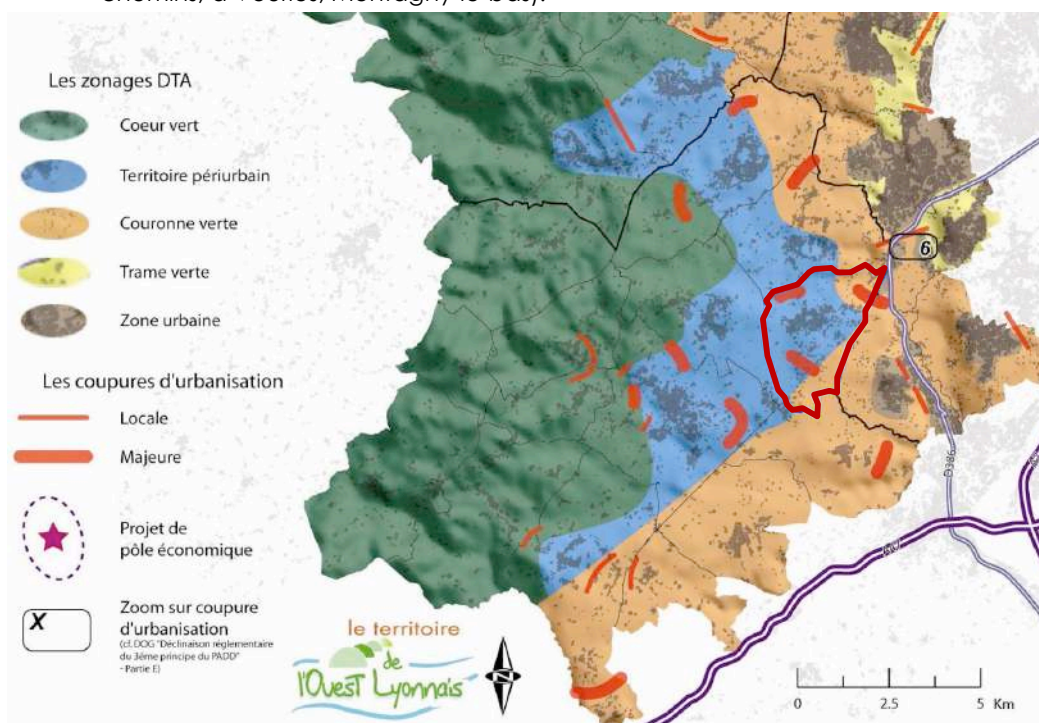 chemins, à
Les zonages DTA
Coeur vert
Territoire périurbain
Couronne verte
Trame verte
Zone urbaine
Les coupures d'urbanisation
Locale
Majeure
Projet de
pôle économique
X
Zoom sur coupure
d'urbanisation
(cf. DOG "Déclinaison réglementaire
du 3ème principe du PADD"
- Partie E)
6
D386
le territoire
de
l'Ouest Lyonnais
N
0 2.5 5 Km